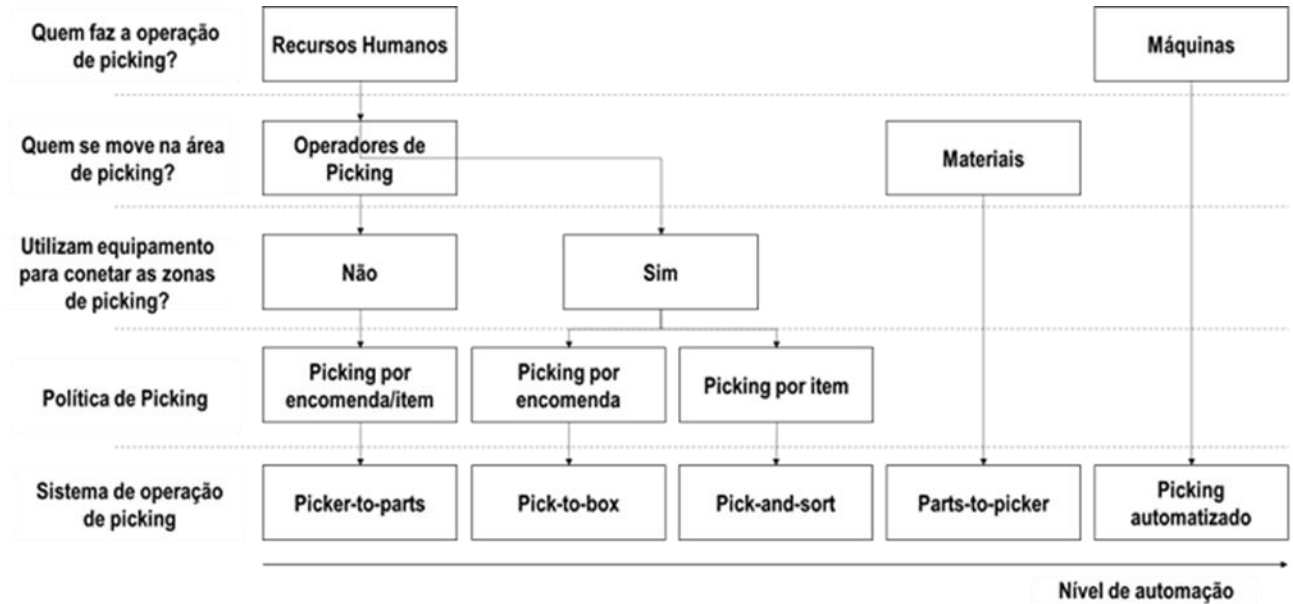 Quem faz a operação
de picking?
Recursos Humanos
Máquinas
Quem se move na área
de picking?
Operadores de
Picking
Materiais
Utilizam equipamento
para conetar as zonas
de picking?
Não
Sim
Política de Picking
Picking por
encomenda/item
Picking por
encomenda
Picking por item
Sistema de operação
de picking
Picker-to-parts
Pick-to-box
Pick-and-sort
Parts-to-picker
Picking
automatizado
Nível de automação